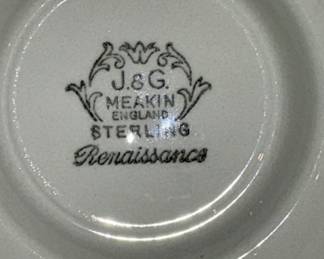 J.&G.
MEAKIN
ENGLAND
STERLING
Renaissance